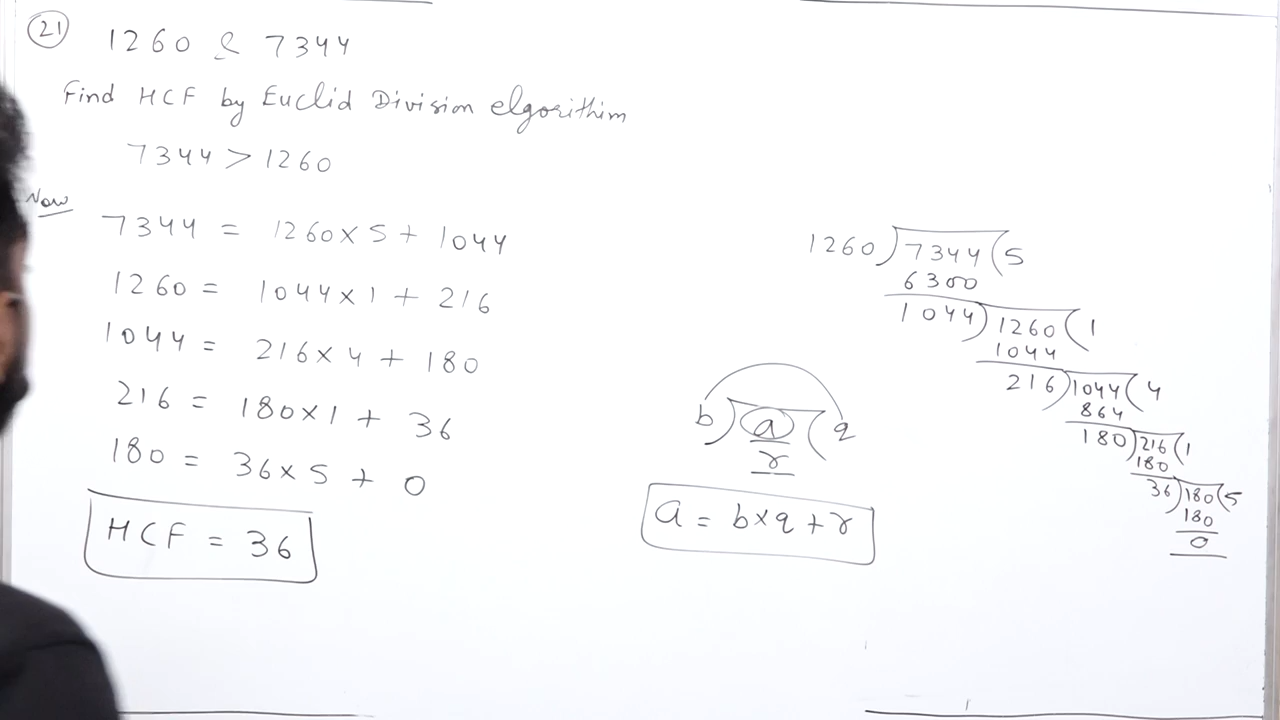 21 1260 & 7344
Find HCF by Euclid Division elgorithim
7344 > 1260
Now
7344 = 1260 x 5 + 1044
1260 = 1044 x 1 + 216
1044 = 216 x 4 + 180
216 = 180 x 1 + 36
180 = 36 x 5 + 0
HCF = 36
b ) a ( q
r
a = b x q + r
1260 ) 7344 ( 5
6300
1044 ) 1260 ( 1
1044
216 ) 1044 ( 4
864
180 ) 216 ( 1
180
36 ) 180 ( 5
180
0